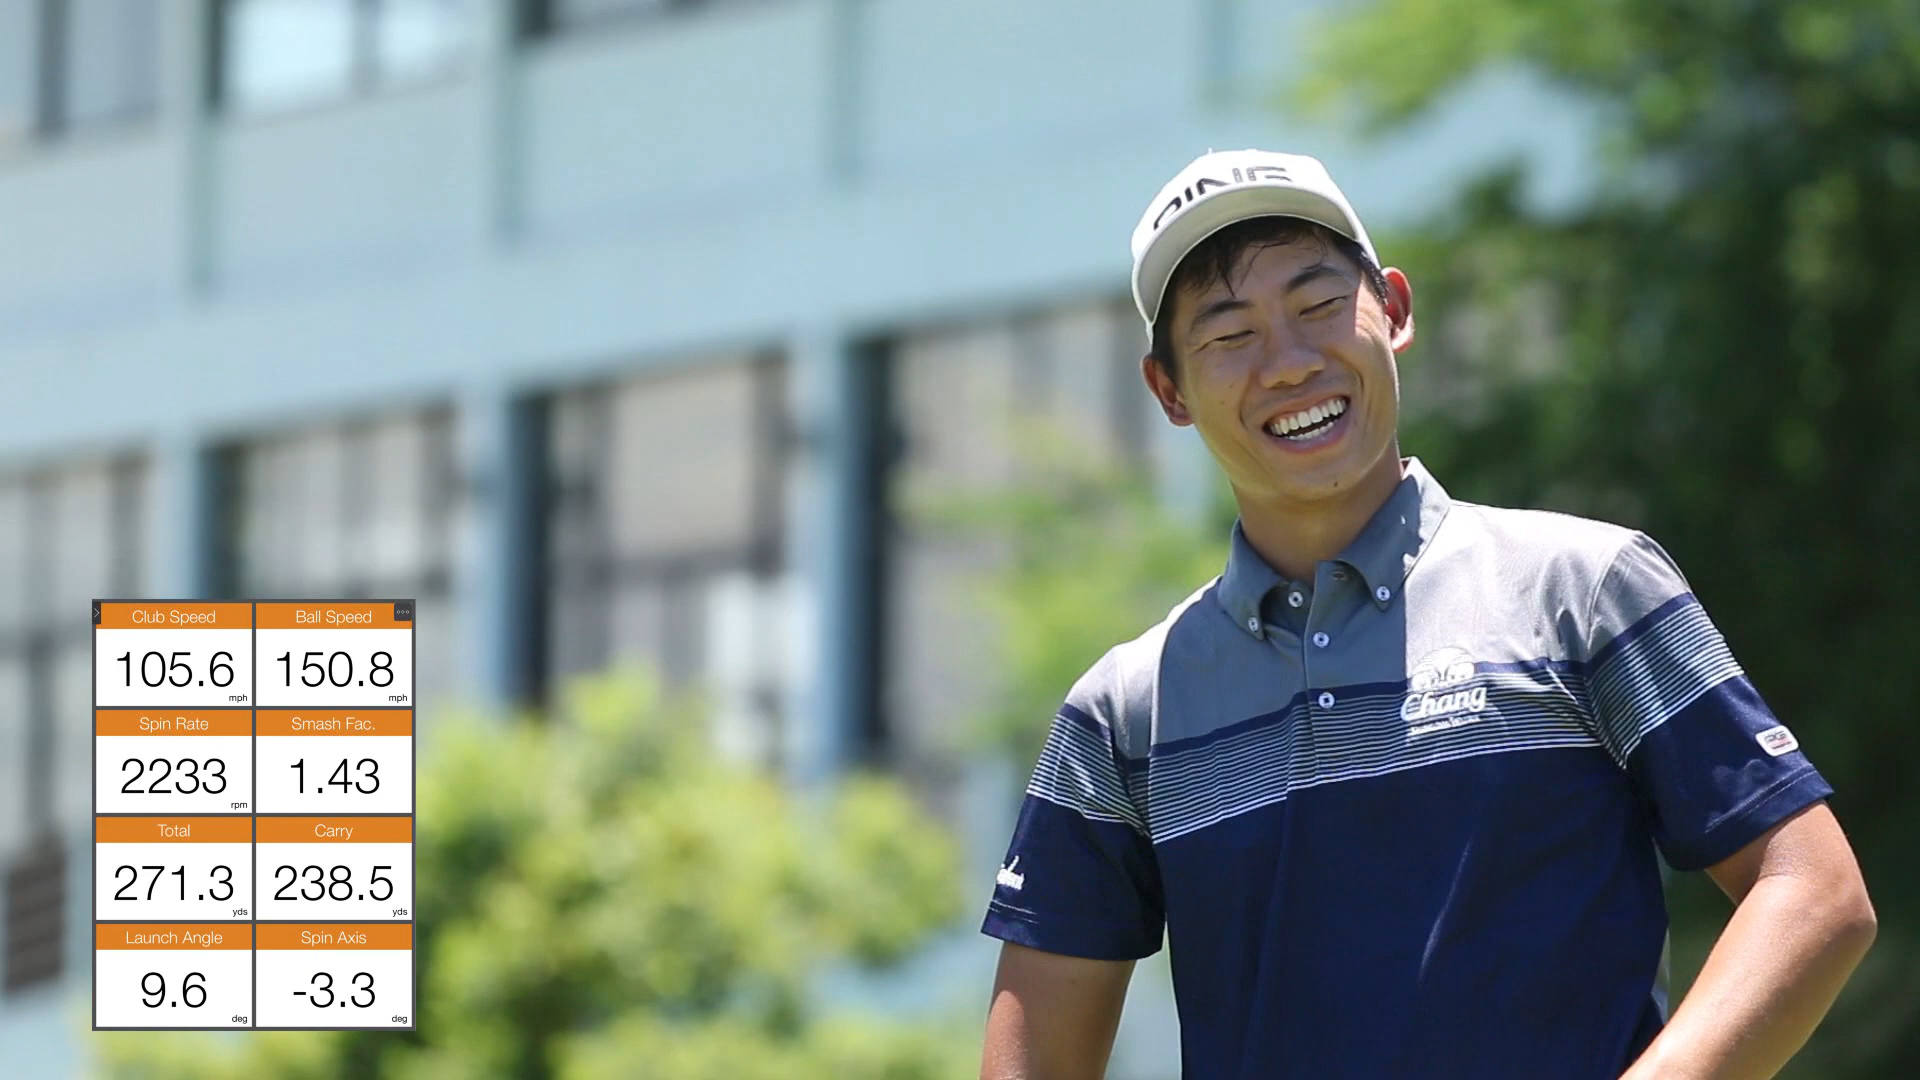 PING
Chang
Club Speed Ball Speed
105.6 mph 150.8 mph
Spin Rate Smash Fac.
2233 rpm 1.43
Total Carry
271.3 yds 238.5 yds
Launch Angle Spin Axis
9.6 deg -3.3 deg